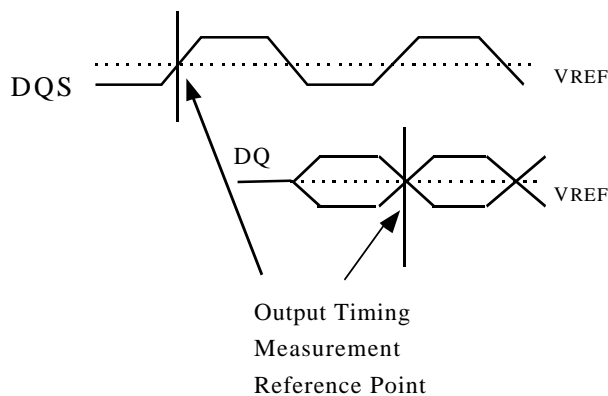 DQS
VREF
DQ
VREF
Output Timing
Measurement
Reference Point